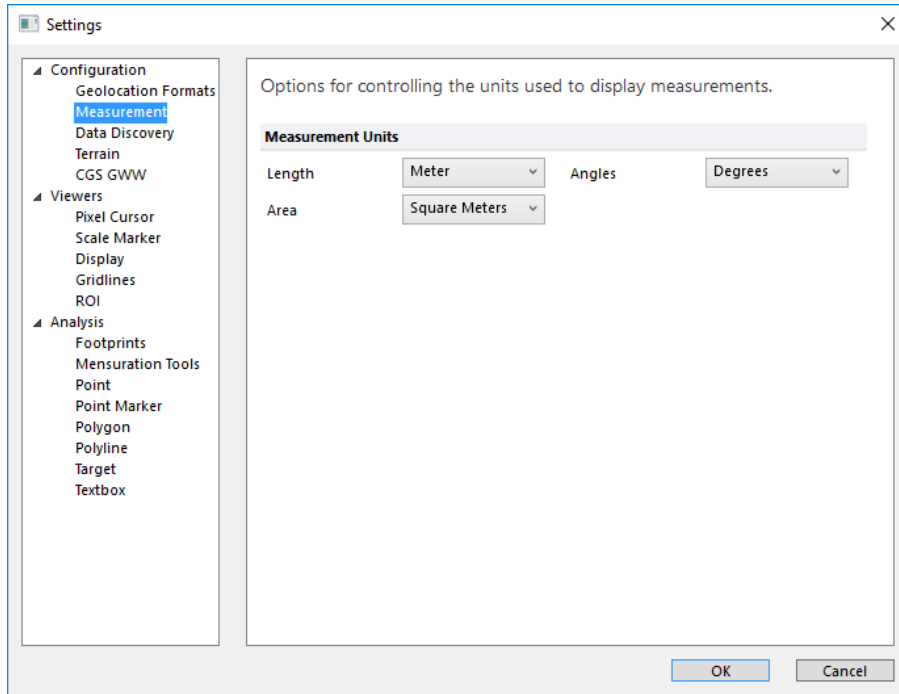 Settings
Configuration
Geolocation Formats
Measurement
Data Discovery
Terrain
CGS GWW
Viewers
Pixel Cursor
Scale Marker
Display
Gridlines
ROI
Analysis
Footprints
Mensuration Tools
Point
Point Marker
Polygon
Polyline
Target
Textbox
Options for controlling the units used to display measurements.
Measurement Units
Length Meter Angles Degrees
Area Square Meters
OK Cancel